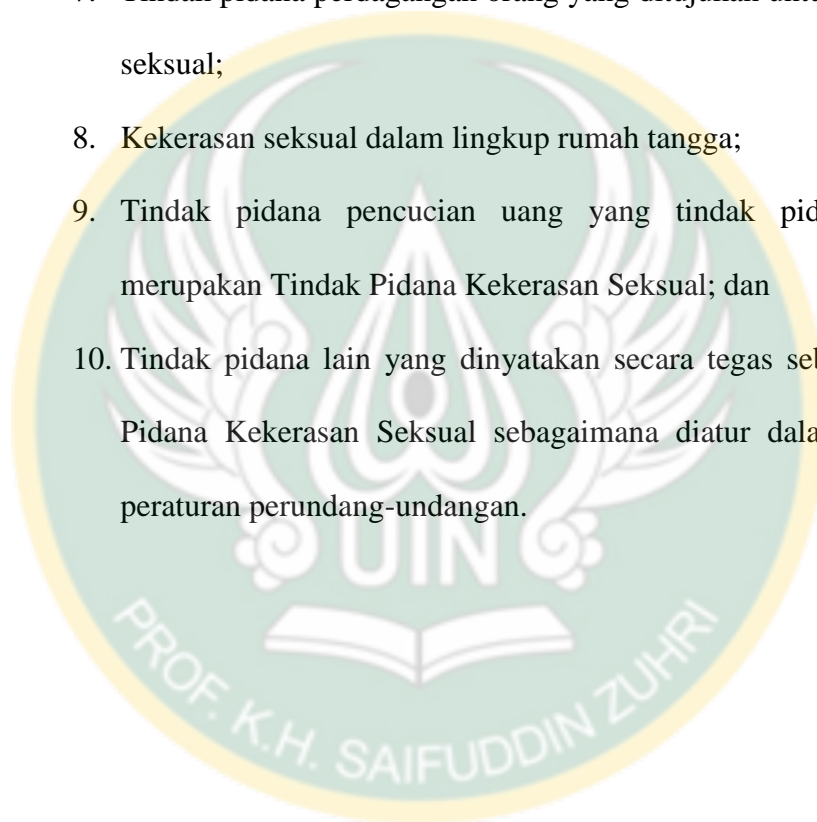 seksual;
8. Kekerasan seksual dalam lingkup rumah tangga;
9. Tindak pidana pencucian uang yang tindak pid
merupakan Tindak Pidana Kekerasan Seksual; dan
10. Tindak pidana lain yang dinyatakan secara tegas seb
Pidana Kekerasan Seksual sebagaimana diatur dala
peraturan perundang-undangan.
UIN
PROF. K.H. SAIFUDDIN ZUHRI